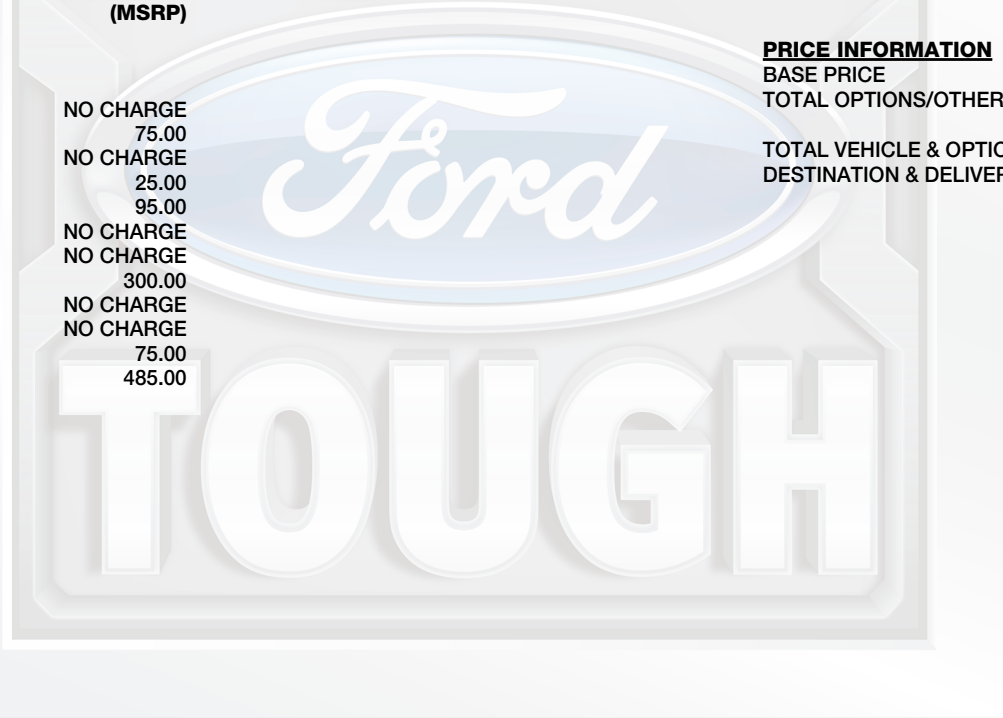 (MSRP)
NO CHARGE
75.00
NO CHARGE
25.00
95.00
NO CHARGE
NO CHARGE
300.00
NO CHARGE
NO CHARGE
75.00
485.00
PRICE INFORMATION
BASE PRICE
TOTAL OPTIONS/OTHER
TOTAL VEHICLE & OPTIO
DESTINATION & DELIVER
Ford
TOUGH